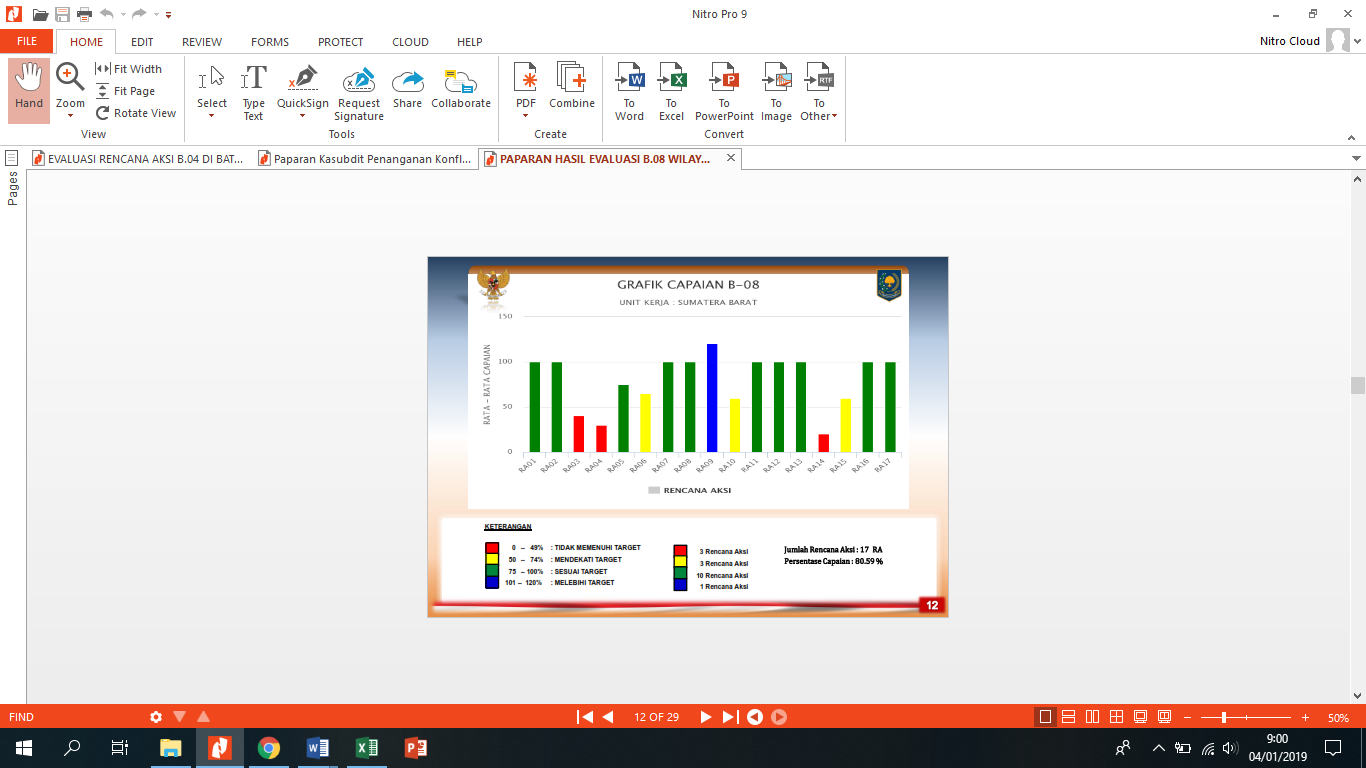 Nitro Pro 9
FILE HOME EDIT REVIEW FORMS PROTECT CLOUD HELP Nitro Cloud
Hand
Zoom
Fit Width
Fit Page
Rotate View
View
Select
Type Text
QuickSign
Request Signature
Share
Collaborate
Tools
PDF
Combine
Create
To Word
To Excel
To PowerPoint
To Image
To Other
Convert
EVALUASI RENCANA AKSI B.04 DI BAT...
Paparan Kasubdit Penanganan Konfl...
PAPARAN HASIL EVALUASI B.08 WILAY...
Pages
GRAFIK CAPAIAN B-08
UNIT KERJA : SUMATERA BARAT
RATA - RATA CAPAIAN
150
100
50
0
RA01 RA02 RA03 RA04 RA05 RA06 RA07 RA08 RA09 RA10 RA11 RA12 RA13 RA14 RA15 RA16 RA17
RENCANA AKSI
KETERANGAN
0 – 49% : TIDAK MEMENUHI TARGET
50 – 74% : MENDEKATI TARGET
75 – 100% : SESUAI TARGET
101 – 120% : MELEBIHI TARGET
3 Rencana Aksi
3 Rencana Aksi
10 Rencana Aksi
1 Rencana Aksi
Jumlah Rencana Aksi : 17 RA
Persentase Capaian : 80.59 %
12
FIND
12 OF 29
50%
9:00
04/01/2019